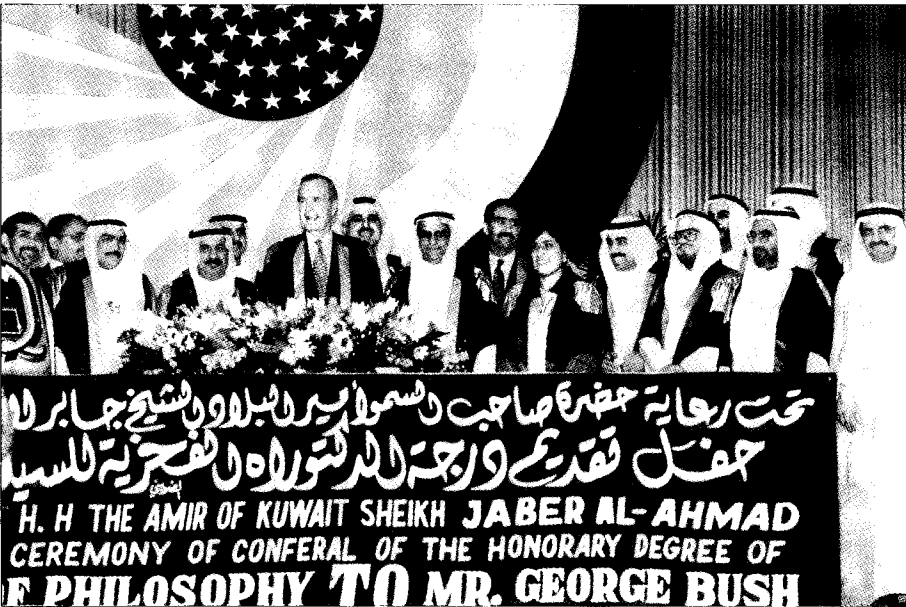 تحت رعاية حضرة صاحب السمو أمير البلاد الشيخ جابر
حفل تقديم درجة الدكتوراه الفخرية للسيد
H. H THE AMIR OF KUWAIT SHEIKH JABER AL-AHMAD
CEREMONY OF CONFERAL OF THE HONORARY DEGREE OF
PHILOSOPHY TO MR. GEORGE BUSH